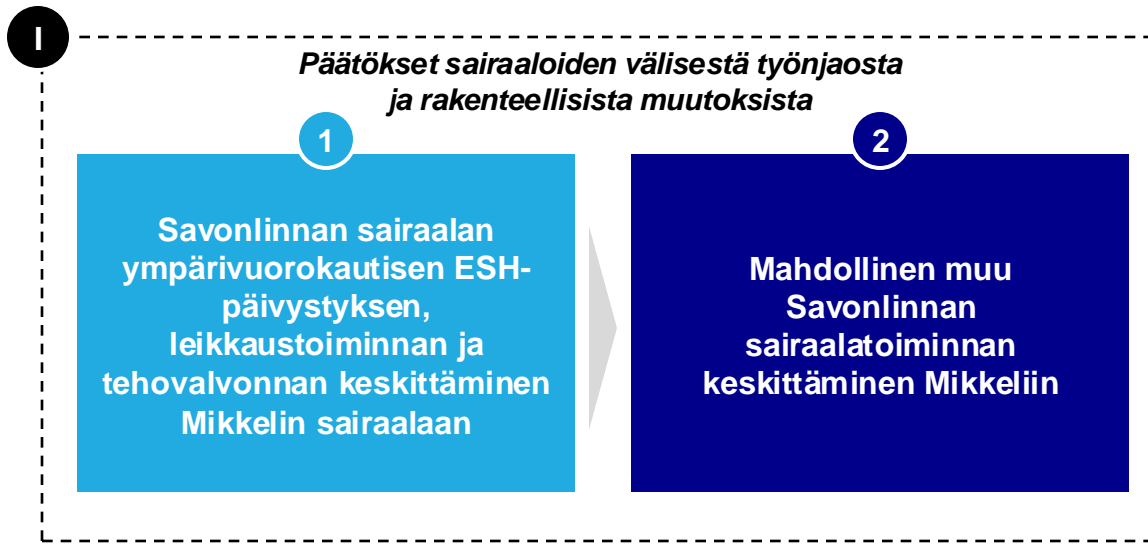 I
Päätökset sairaaloiden välisestä työnjaosta
ja rakenteellisista muutoksista
1
Savonlinnan sairaalan
ympärivuorokautisen ESH-
päivystyksen,
leikkaustoiminnan ja
tehovalvonnan keskittäminen
Mikkelin sairaalaan
2
Mahdollinen muu
Savonlinnan
sairaalatoiminnan
keskittäminen Mikkeliin